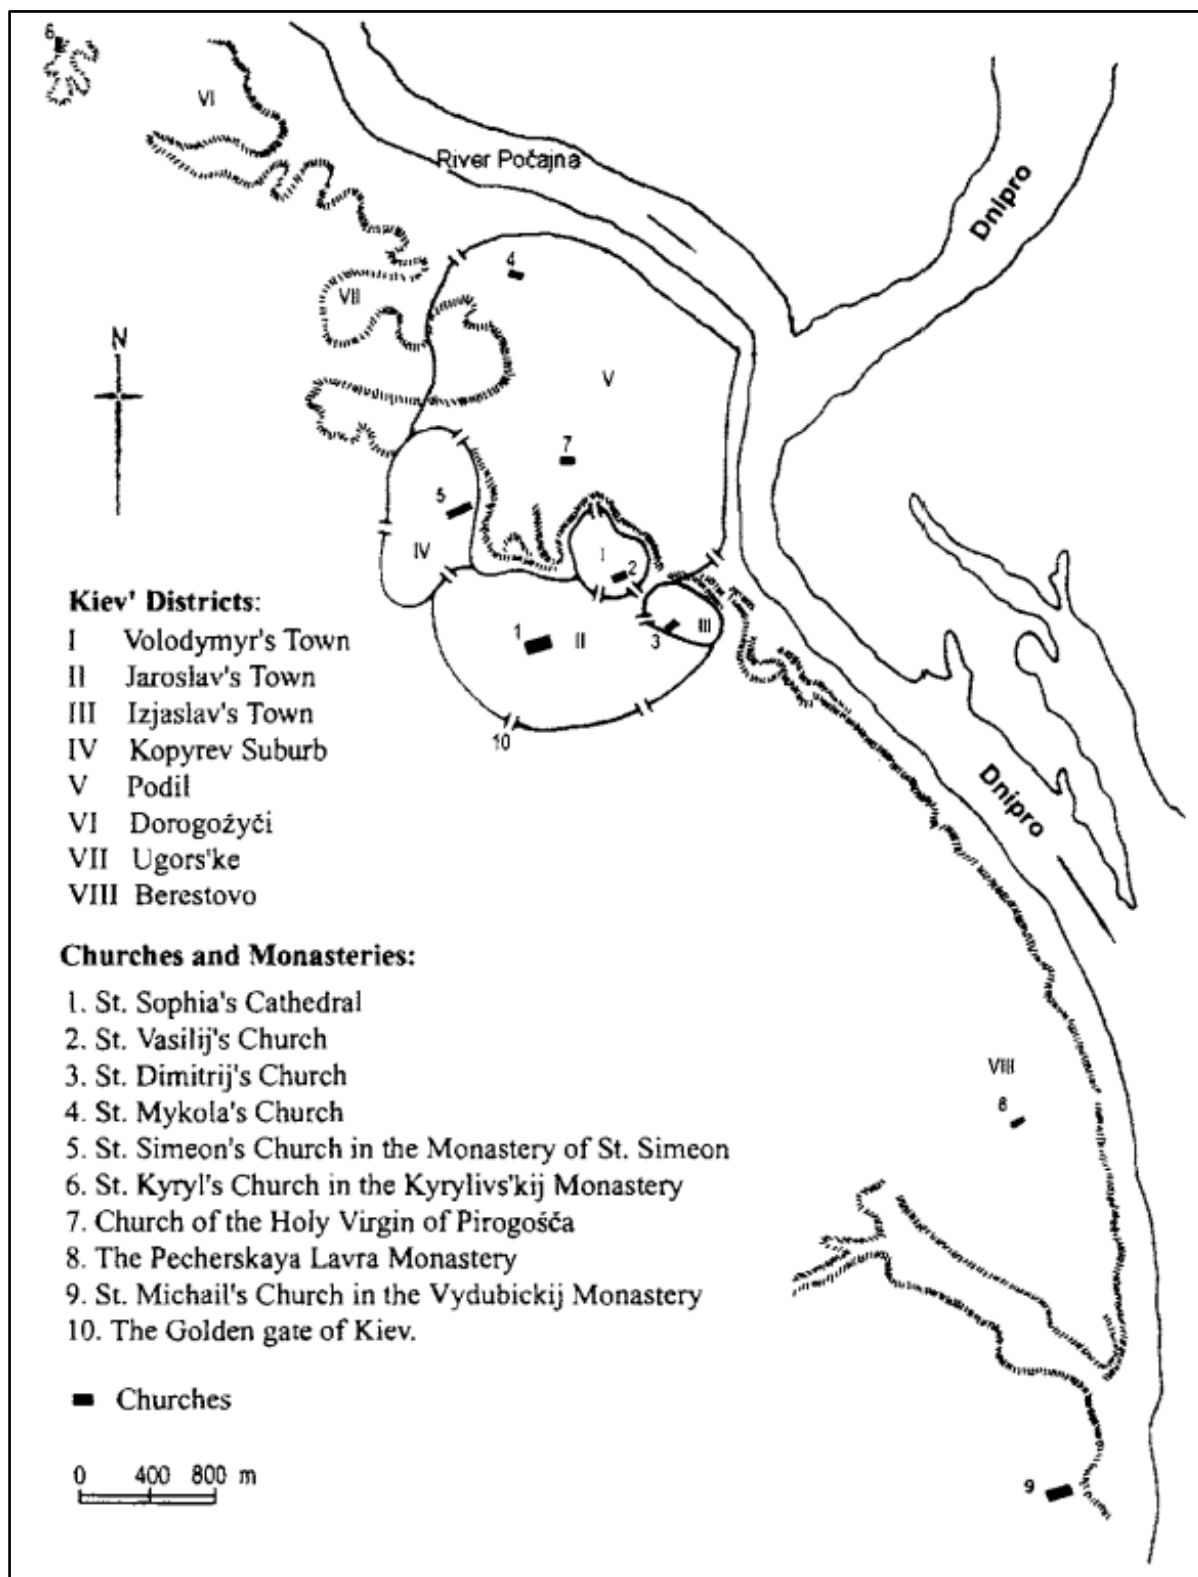 6
VI
River Počajna
Dnipro
4
VII
N
V
7
5
I
IV
2
1
II
3
III
10
Dnipro
Kiev' Districts:
I Volodymyr's Town
II Jaroslav's Town
III Izjaslav's Town
IV Kopyrev Suburb
V Podil
VI Dorogožyči
VII Ugors'ke
VIII Berestovo
Churches and Monasteries:
1. St. Sophia's Cathedral
2. St. Vasilij's Church
3. St. Dimitrij's Church
4. St. Mykola's Church
5. St. Simeon's Church in the Monastery of St. Simeon
6. St. Kyryl's Church in the Kyrylivs'kij Monastery
7. Church of the Holy Virgin of Pirogošča
8. The Pecherskaya Lavra Monastery
9. St. Michail's Church in the Vydubickij Monastery
10. The Golden gate of Kiev.
VIII
8
Churches
0 400 800 m
9